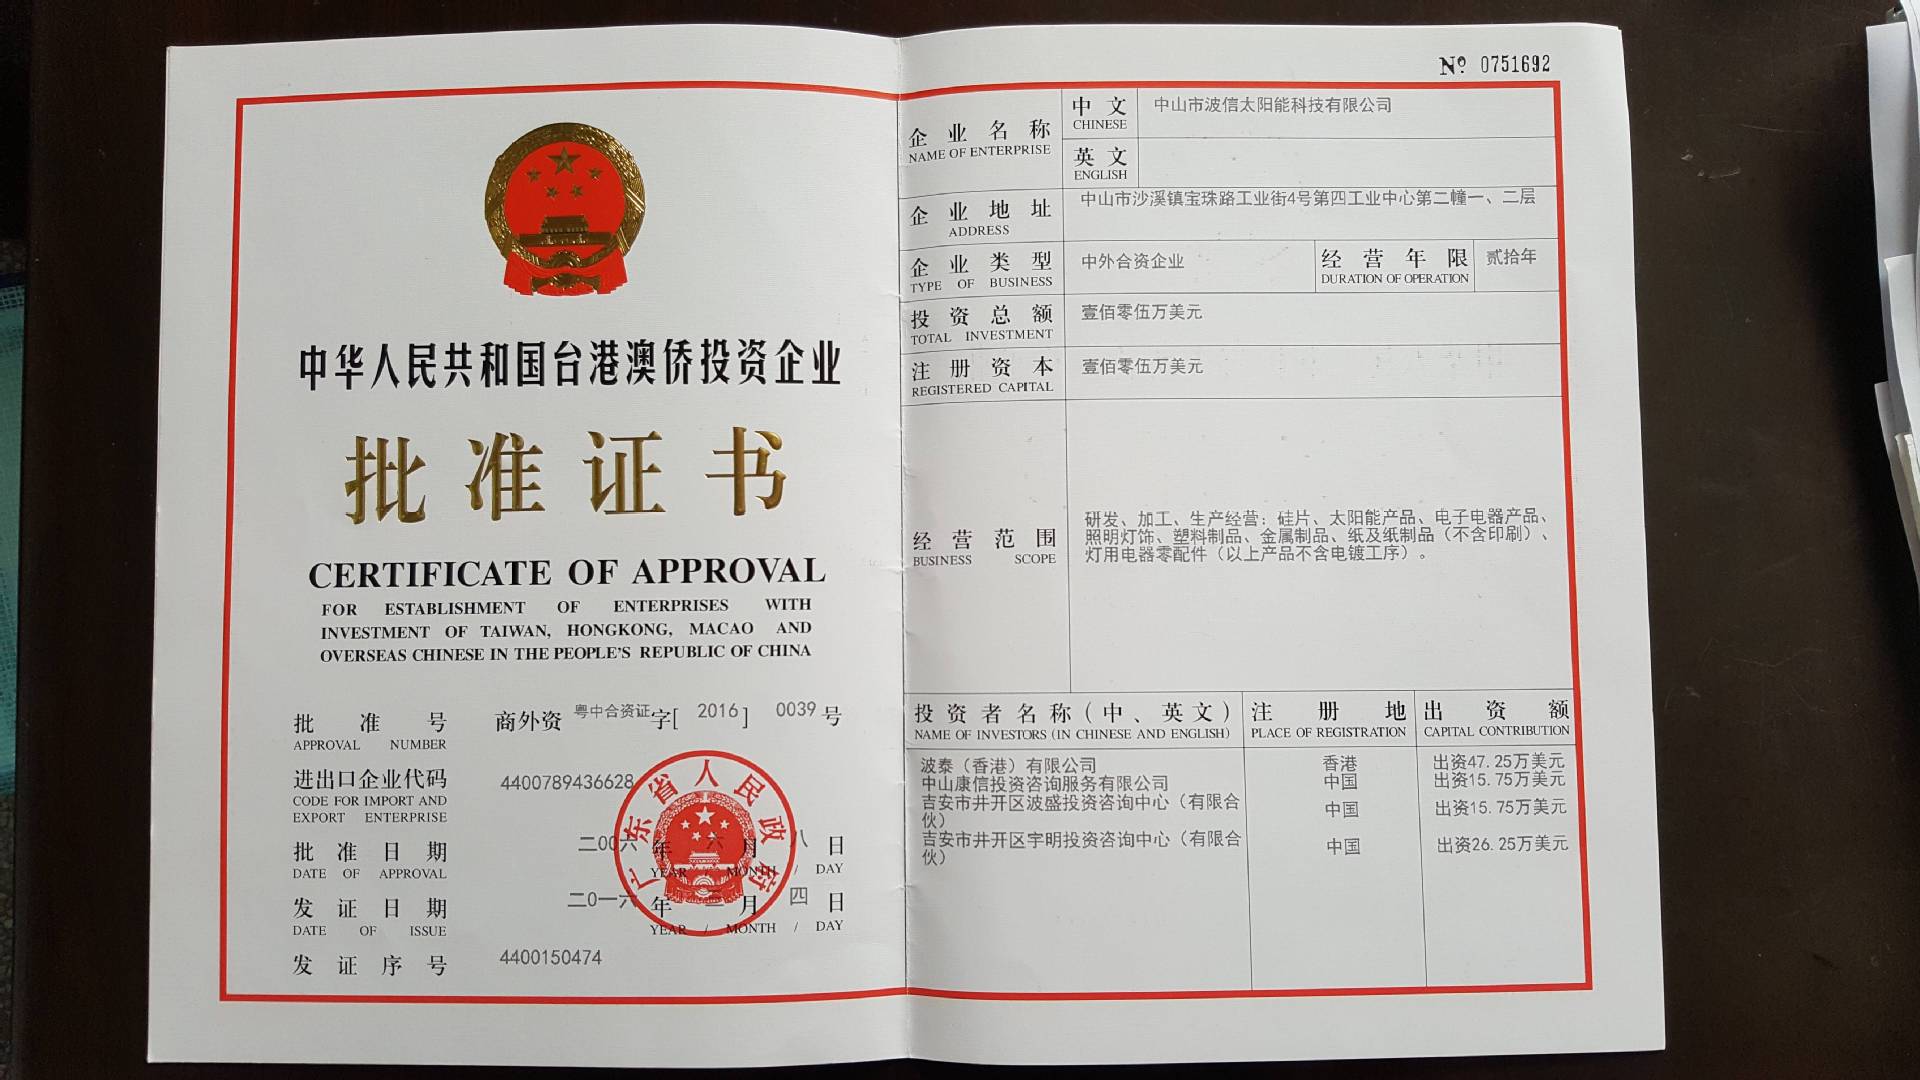 中华人民共和国台港澳侨投资企业
批准证书
CERTIFICATE OF APPROVAL
FOR ESTABLISHMENT OF ENTERPRISES WITH
INVESTMENT OF TAIWAN, HONGKONG, MACAO AND
OVERSEAS CHINESE IN THE PEOPLE'S REPUBLIC OF CHINA
批准号 商外资 粤中合资证字[ 2016 ] 0039 号
APPROVAL NUMBER
进出口企业代码 4400789436628
CODE FOR IMPORT AND
EXPORT ENTERPRISE
广东省人民政府
批准日期 二00六 年 六 月 八 日
DATE OF APPROVAL YEAR / MONTH / DAY
发证日期 二0一六 年 月 四 日
DATE OF ISSUE YEAR / MONTH / DAY
发证序号 4400150474
Nº 0751692
企业名称 中文 中山市波信太阳能科技有限公司
NAME OF ENTERPRISE CHINESE
英文
ENGLISH
企业地址 中山市沙溪镇宝珠路工业街4号第四工业中心第二幢一、二层
ADDRESS
企业类型 中外合资企业 经营年限 贰拾年
TYPE OF BUSINESS DURATION OF OPERATION
投资总额 壹佰零伍万美元
TOTAL INVESTMENT
注册资本 壹佰零伍万美元
REGISTERED CAPITAL
经营范围
BUSINESS SCOPE
研发、加工、生产经营：硅片、太阳能产品、电子电器产品、
照明灯饰、塑料制品、金属制品、纸及纸制品（不含印刷）、
灯用电器零配件（以上产品不含电镀工序）。
投资者名称(中、英文) 注册地 出资额
NAME OF INVESTORS (IN CHINESE AND ENGLISH) PLACE OF REGISTRATION CAPITAL CONTRIBUTION
波泰（香港）有限公司 香港 出资47.25万美元
中山康信投资咨询服务有限公司 中国 出资15.75万美元
吉安市井开区波盛投资咨询中心（有限合 中国 出资15.75万美元
伙）
吉安市井开区宇明投资咨询中心（有限合 中国 出资26.25万美元
伙）